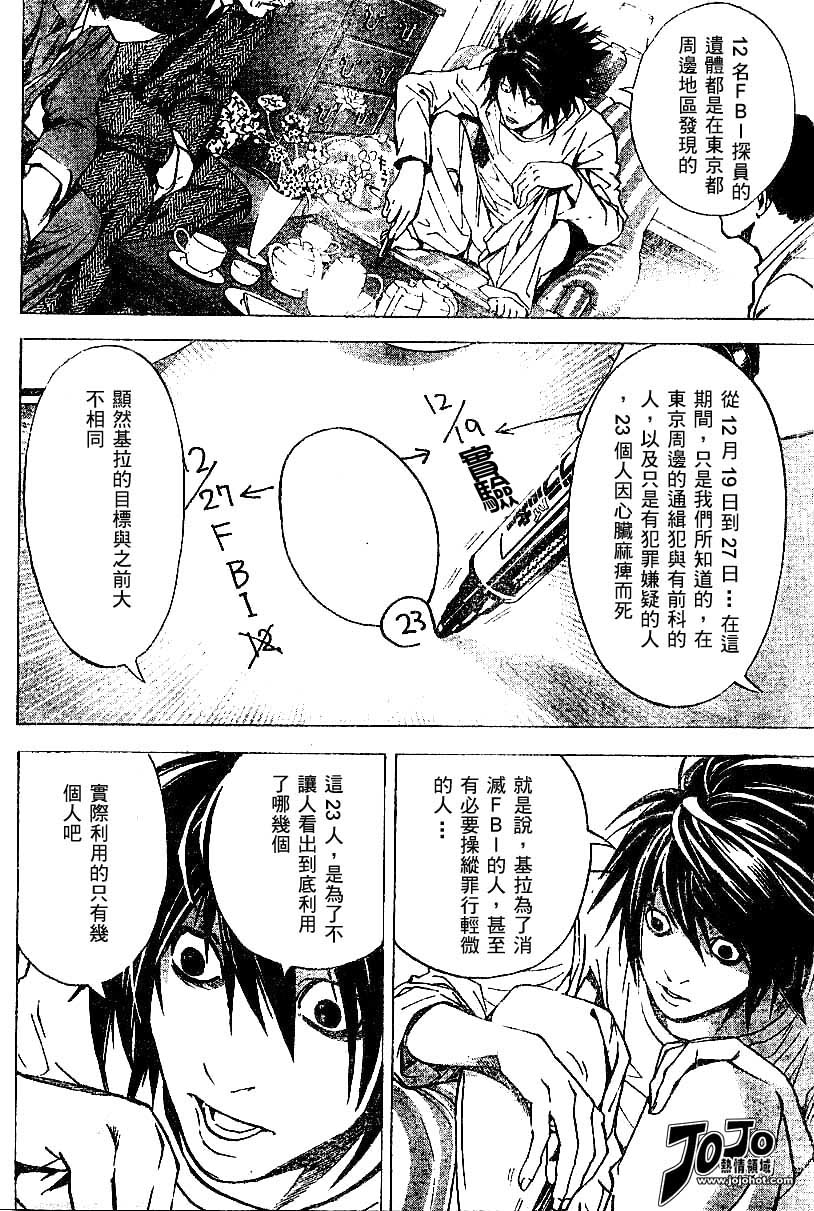 12名FBI探員的
遺體都是在東京都
周邊地區發現的
從12月19日到27日…在這
期間，只是我們所知道的，在
東京周邊的通緝犯與有前科的
人，以及只是有犯罪嫌疑的人
，23個人因心臟麻痺而死
12/19
實驗
23
12/27
FBI
12
顯然基拉的目標與之前大
不相同
就是說，基拉為了消
滅FBI的人，甚至
有必要操縱罪行輕微
的人…
這23人，是為了不
讓人看出到底利用
了哪幾個
實際利用的只有幾
個人吧
JOJO
熱情領域
www.jojohot.com